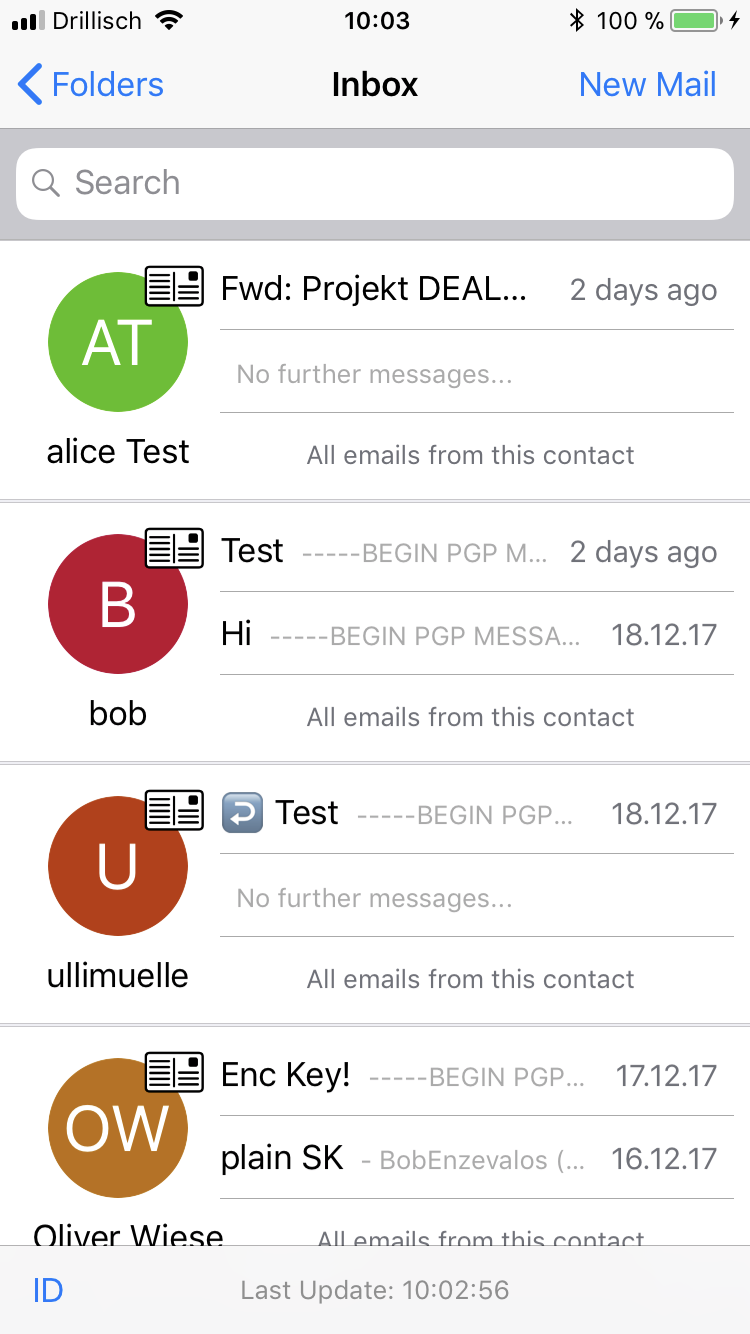 Drillisch 10:03 100 %
Folders Inbox New Mail
Search
AT
alice Test
Fwd: Projekt DEAL... 2 days ago
No further messages...
All emails from this contact
B
bob
Test -----BEGIN PGP M... 2 days ago
Hi -----BEGIN PGP MESSA... 18.12.17
All emails from this contact
U
ullimuelle
Test -----BEGIN PGP... 18.12.17
No further messages...
All emails from this contact
OW
Oliver Wiese
Enc Key! -----BEGIN PGP... 17.12.17
plain SK - BobEnzevalos (... 16.12.17
All emails from this contact
ID Last Update: 10:02:56